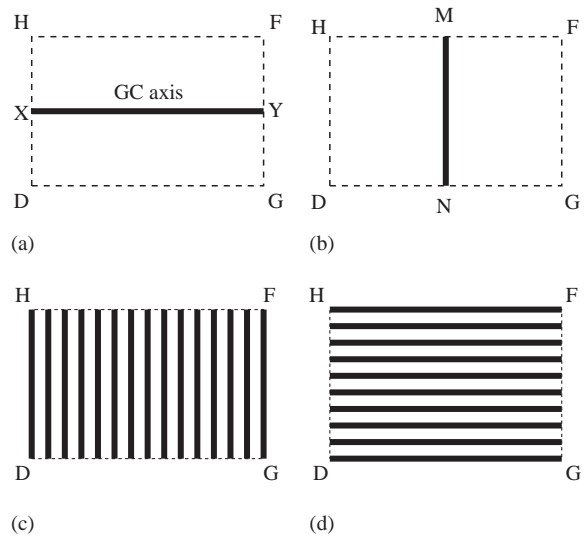 H F H M F
GC axis
X Y
D G D N G
(a) (b)
H F H F
D G D G
(c) (d)